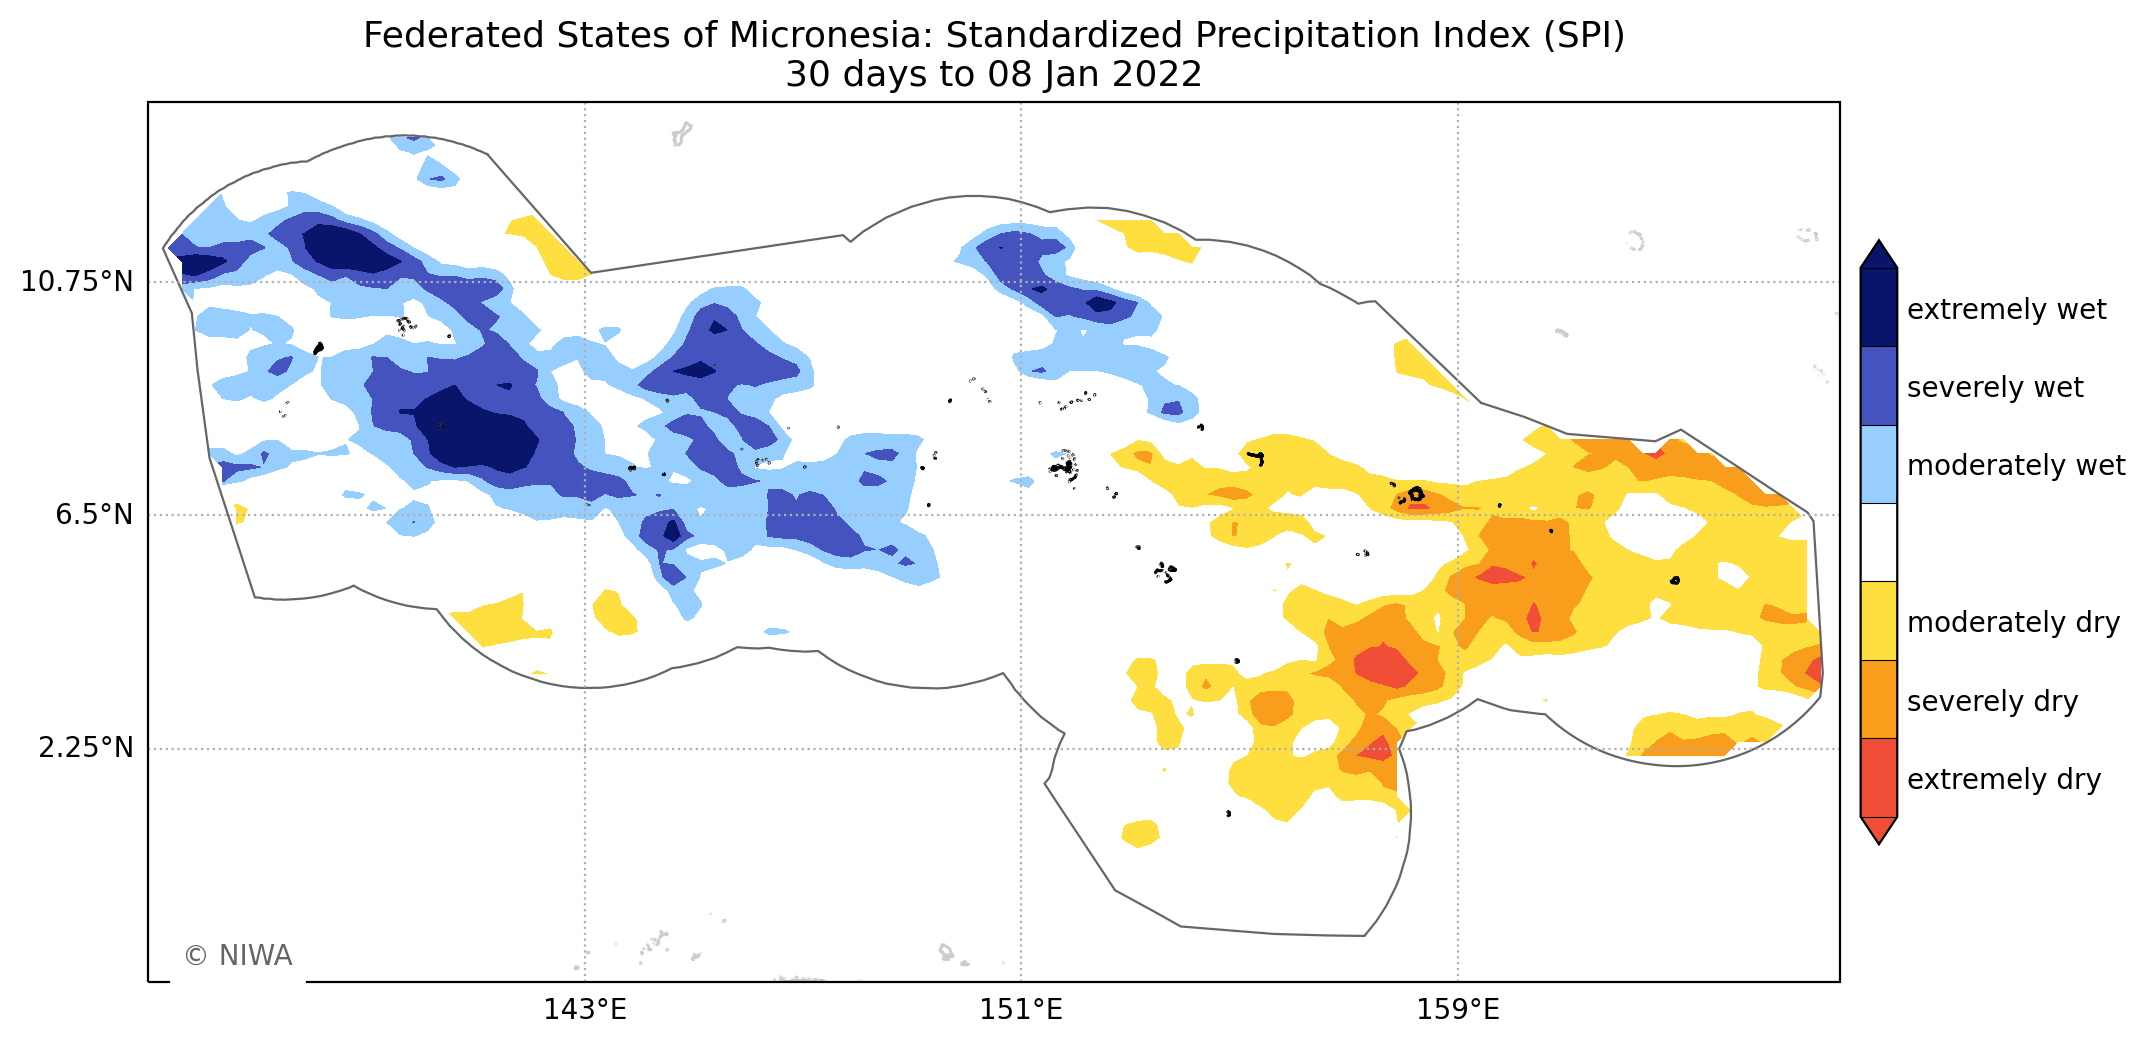 Federated States of Micronesia: Standardized Precipitation Index (SPI)
30 days to 08 Jan 2022
10.75°N
6.5°N
2.25°N
143°E
151°E
159°E
© NIWA
extremely wet
severely wet
moderately wet
moderately dry
severely dry
extremely dry